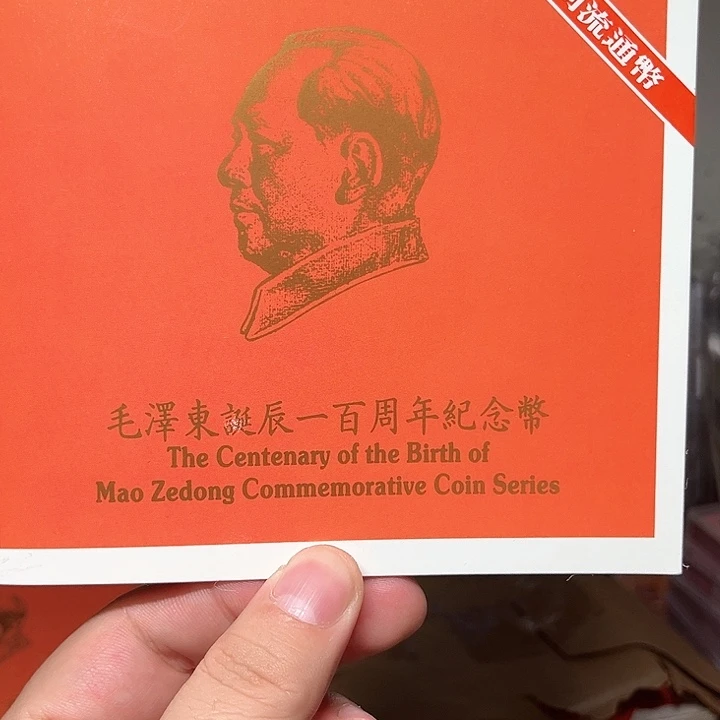 流通幣
毛澤東誕辰一百周年紀念幣
The Centenary of the Birth of
Mao Zedong Commemorative Coin Series